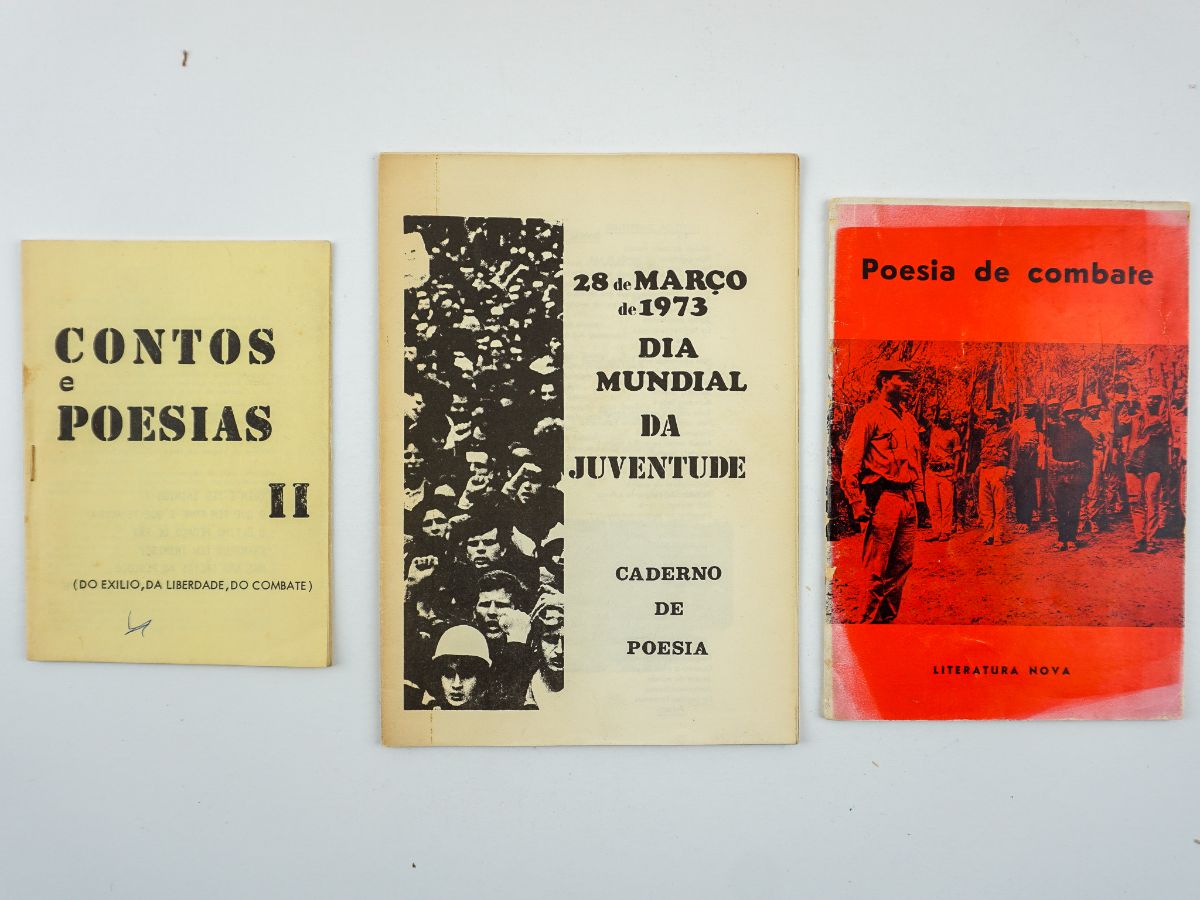 CONTOS
e
POESIAS
II
(DO EXILIO, DA LIBERDADE, DO COMBATE)
28 de MARÇO
de 1973
DIA
MUNDIAL
DA
JUVENTUDE
CADERNO
DE
POESIA
Poesia de combate
LITERATURA NOVA